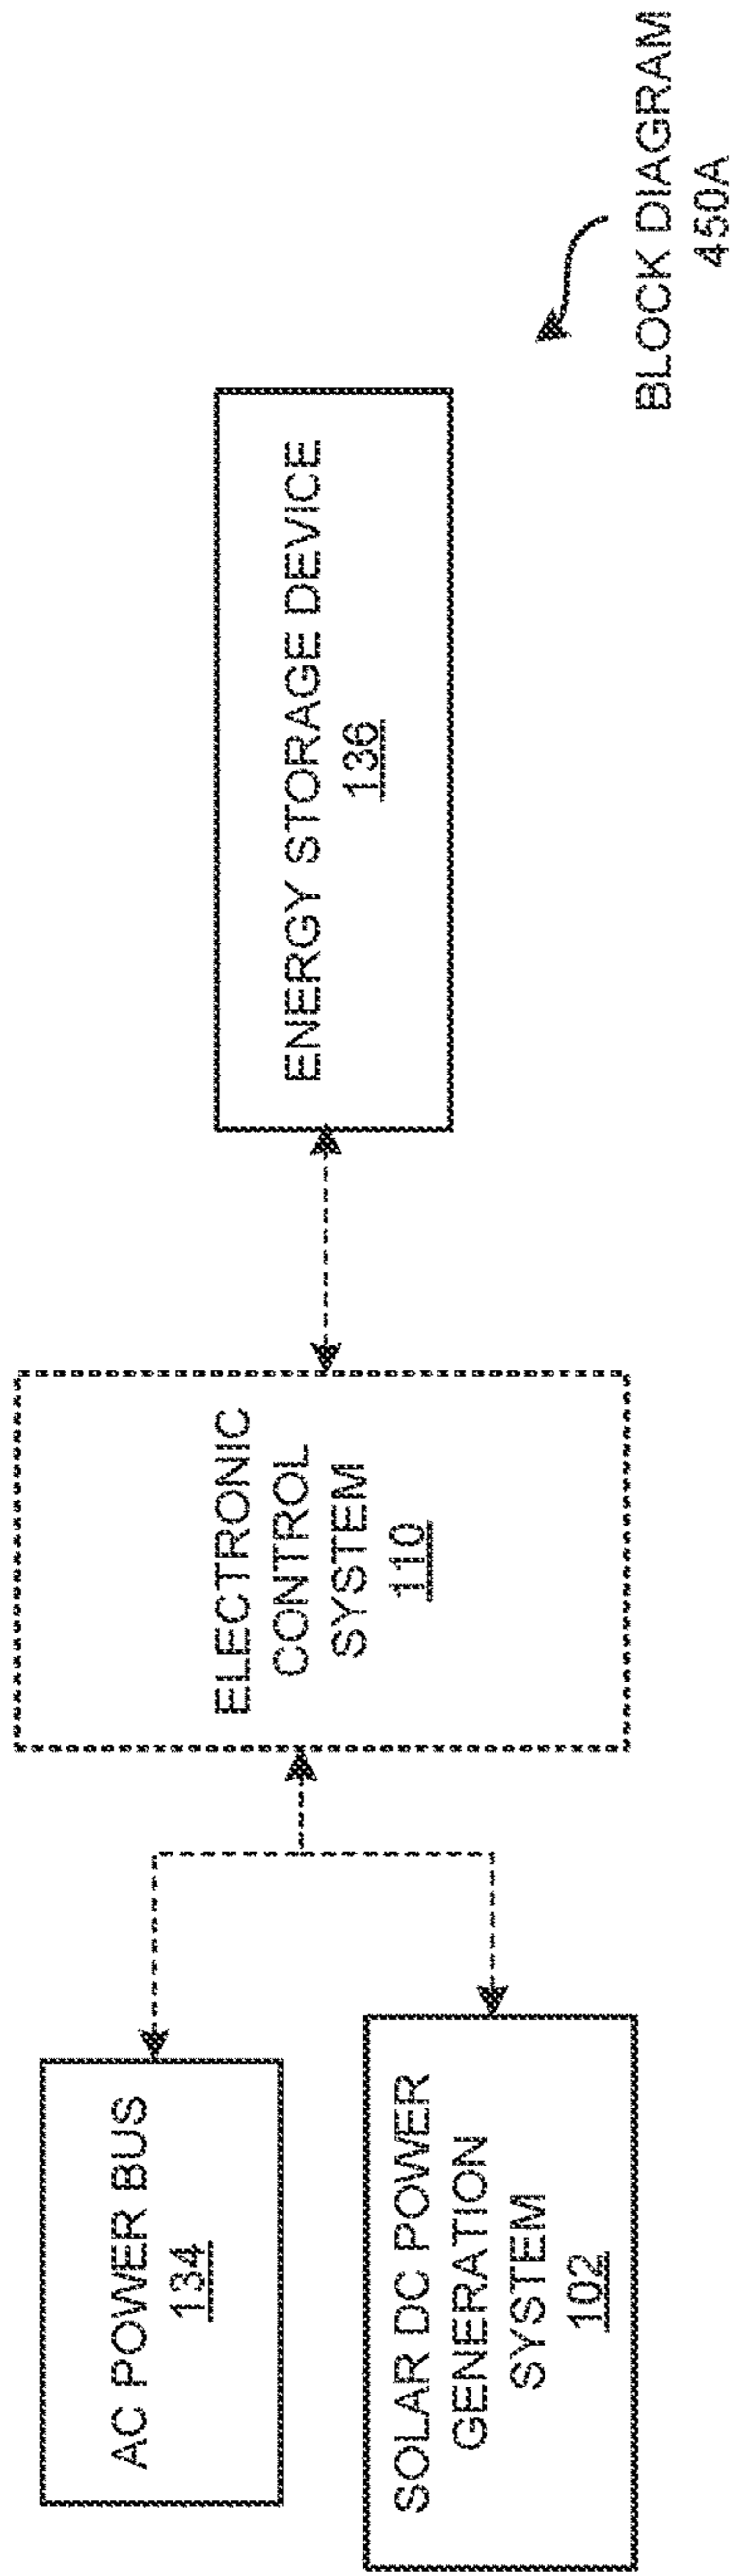 AC POWER BUS
134
SOLAR DC POWER
GENERATION
SYSTEM
102
ELECTRONIC
CONTROL
SYSTEM
110
ENERGY STORAGE DEVICE
136
BLOCK DIAGRAM
450A